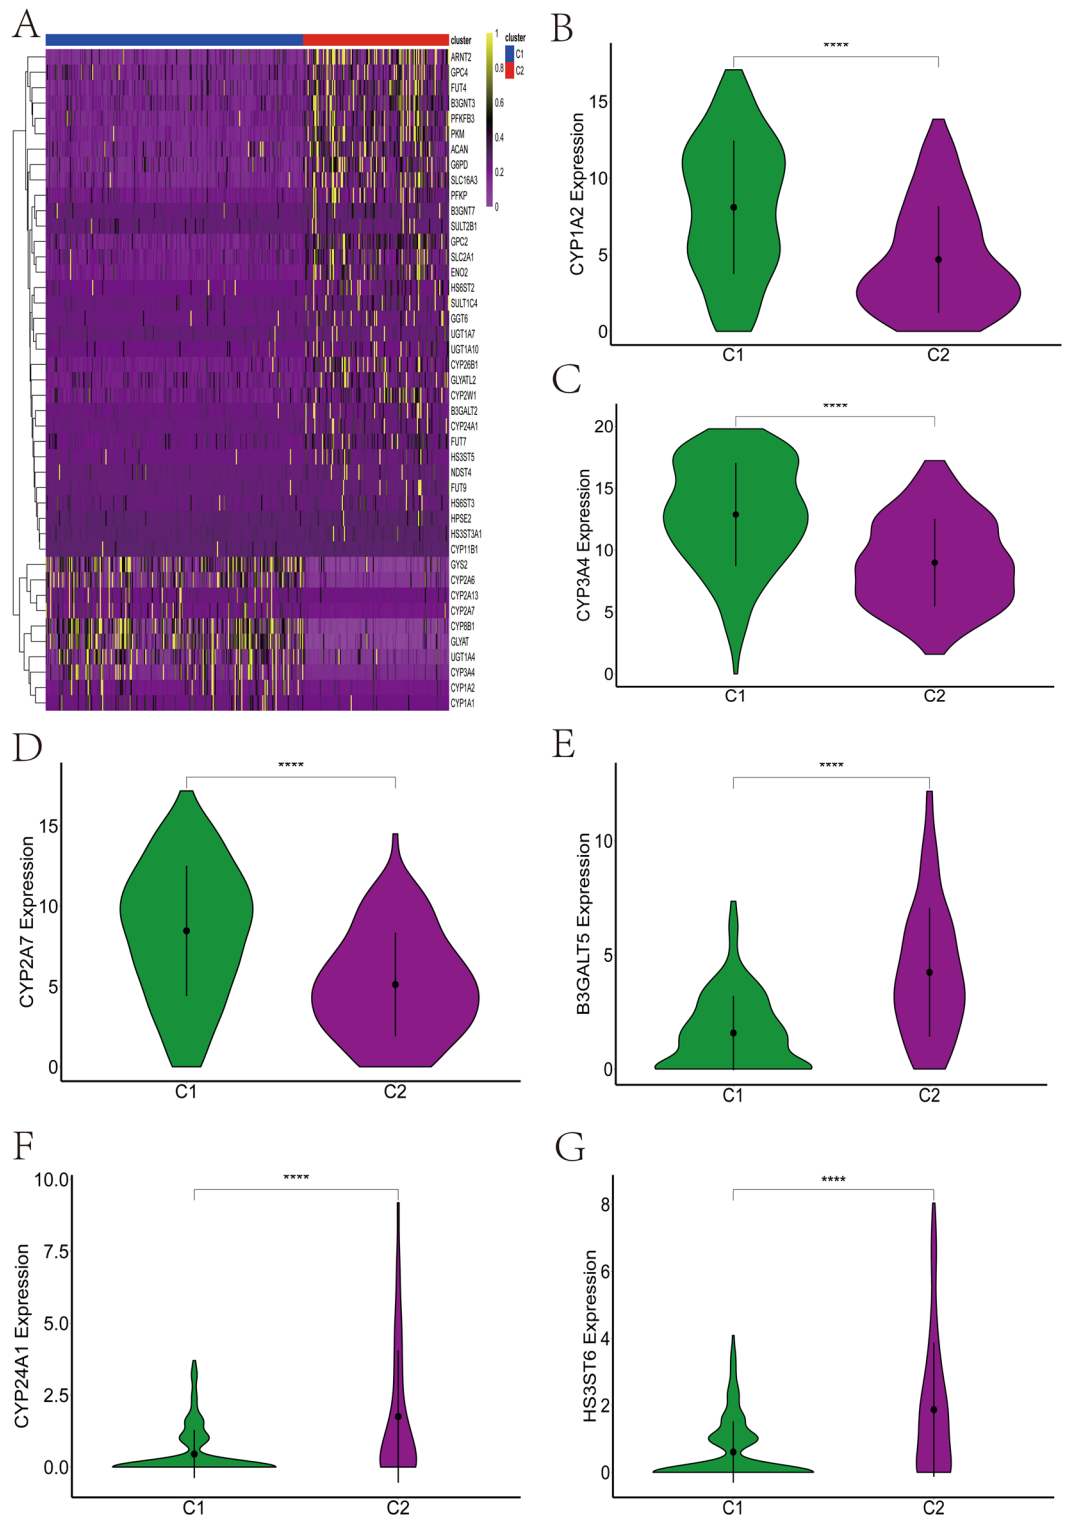 A
cluster
ARNT2
GPC4
FUT4
B3GNT3
PFKFB3
PKM
ACAN
G6PD
SLC16A3
PFKP
B3GNT7
SULT2B1
GPC2
SLC2A1
ENO2
HS6ST2
SULT1C4
GGT6
UGT1A7
UGT1A10
CYP26B1
GLYATL2
CYP2W1
B3GALT2
CYP24A1
FUT7
HS3ST5
NDST4
FUT9
HS6ST3
HPSE2
HS3ST3A1
CYP11B1
GYS2
CYP2A6
CYP2A13
CYP2A7
CYP8B1
GLYAT
UGT1A4
CYP3A4
CYP1A2
CYP1A1
1
0.8
0.6
0.4
0.2
0
cluster
C1
C2
B
****
CYP1A2 Expression
15
10
5
0
C1 C2
C
****
CYP3A4 Expression
20
15
10
5
0
C1 C2
D
****
CYP2A7 Expression
15
10
5
0
C1 C2
E
****
B3GALT5 Expression
10
5
0
C1 C2
F
****
CYP24A1 Expression
10.0
7.5
5.0
2.5
0.0
C1 C2
G
****
HS3ST6 Expression
8
6
4
2
0
C1 C2